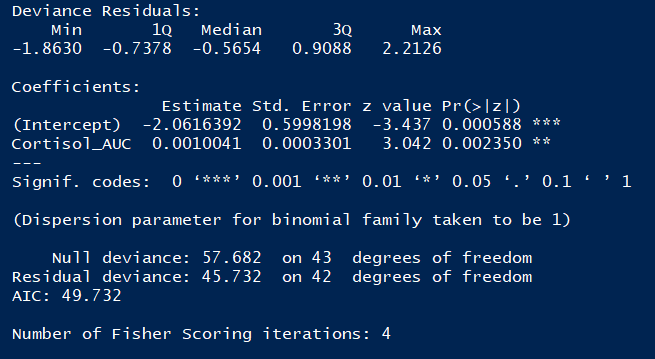 Deviance Residuals:
    Min       1Q   Median       3Q      Max
-1.8630  -0.7378  -0.5654   0.9088   2.2126

Coefficients:
              Estimate Std. Error z value Pr(>|z|)
(Intercept)  -2.0616392  0.5998198  -3.437 0.000588 ***
Cortisol_AUC  0.0010041  0.0003301   3.042 0.002350 **
---
Signif. codes:  0 ‘***’ 0.001 ‘**’ 0.01 ‘*’ 0.05 ‘.’ 0.1 ‘ ’ 1

(Dispersion parameter for binomial family taken to be 1)

    Null deviance: 57.682  on 43  degrees of freedom
Residual deviance: 45.732  on 42  degrees of freedom
AIC: 49.732

Number of Fisher Scoring iterations: 4